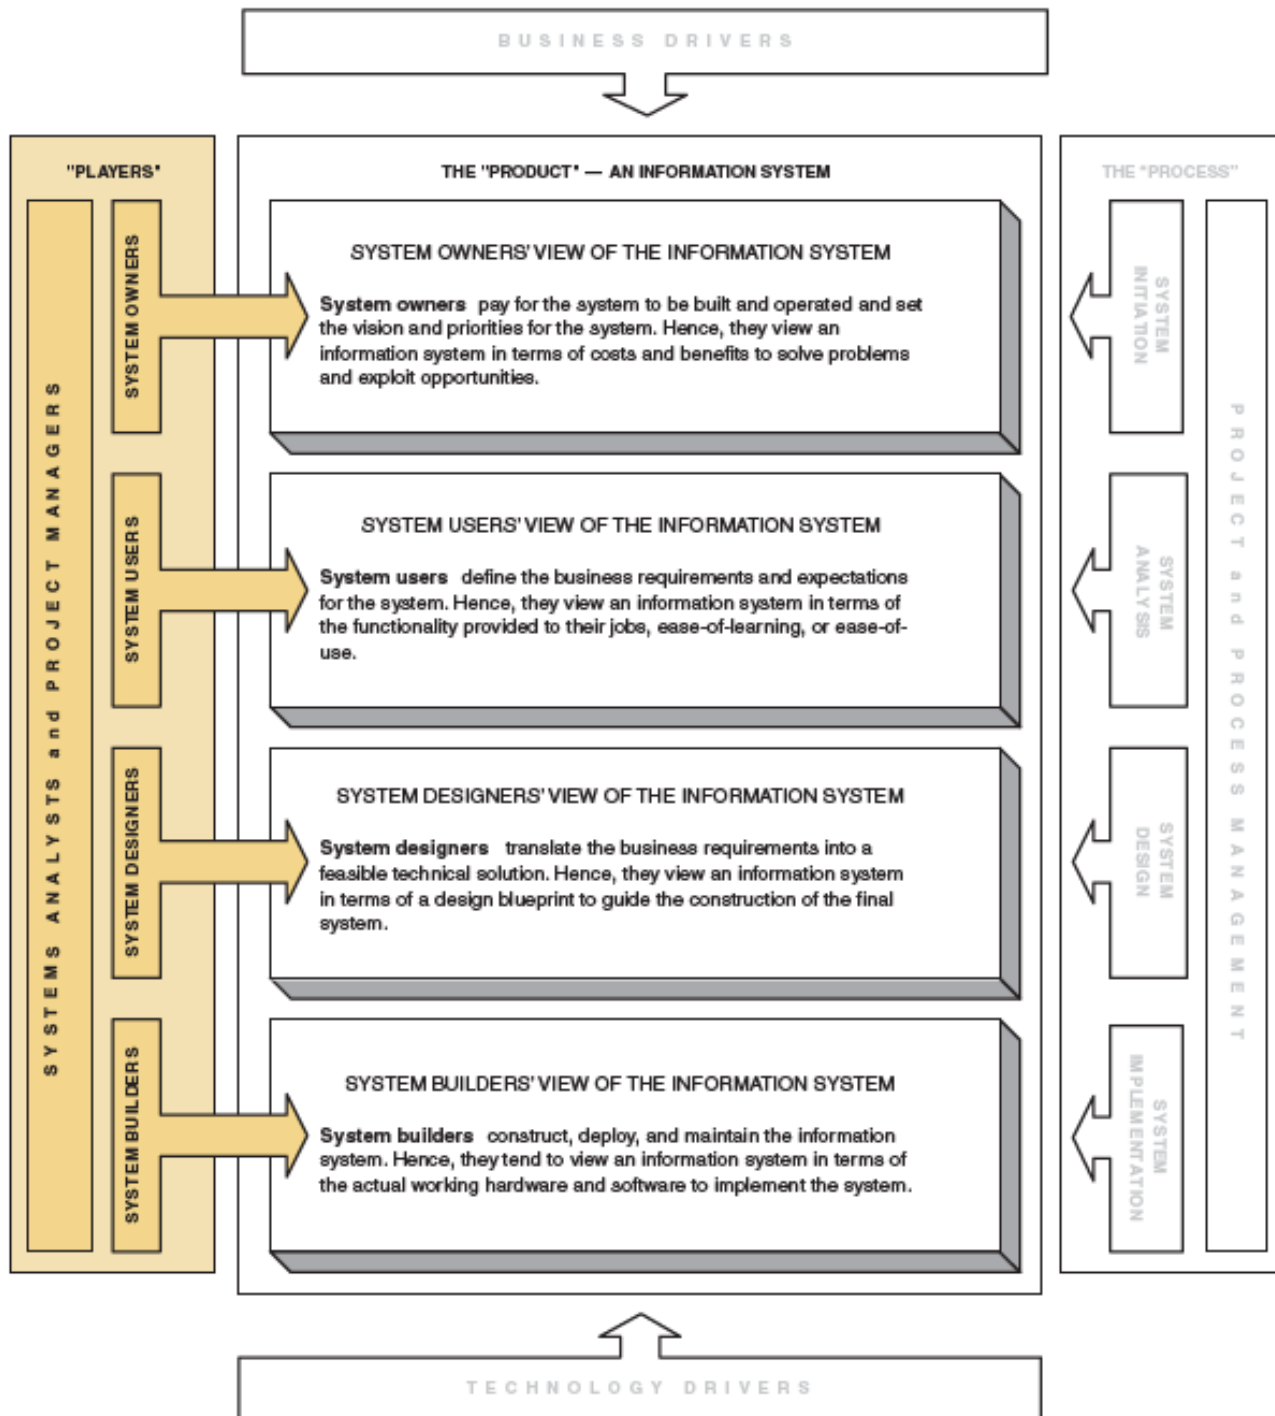 BUSINESS DRIVERS
"PLAYERS"
SYSTEMS ANALYSTS and PROJECT MANAGERS
SYSTEM OWNERS
SYSTEM USERS
SYSTEM DESIGNERS
SYSTEM BUILDERS
THE "PRODUCT" — AN INFORMATION SYSTEM
SYSTEM OWNERS' VIEW OF THE INFORMATION SYSTEM
System owners pay for the system to be built and operated and set
the vision and priorities for the system. Hence, they view an
information system in terms of costs and benefits to solve problems
and exploit opportunities.
SYSTEM USERS' VIEW OF THE INFORMATION SYSTEM
System users define the business requirements and expectations
for the system. Hence, they view an information system in terms of
the functionality provided to their jobs, ease-of-learning, or ease-of-
use.
SYSTEM DESIGNERS' VIEW OF THE INFORMATION SYSTEM
System designers translate the business requirements into a
feasible technical solution. Hence, they view an information system
in terms of a design blueprint to guide the construction of the final
system.
SYSTEM BUILDERS' VIEW OF THE INFORMATION SYSTEM
System builders construct, deploy, and maintain the information
system. Hence, they tend to view an information system in terms of
the actual working hardware and software to implement the system.
THE "PROCESS"
SYSTEM
INITIATION
SYSTEM
ANALYSIS
SYSTEM
DESIGN
SYSTEM
IMPLEMENTATION
PROJECT and PROCESS MANAGEMENT
TECHNOLOGY DRIVERS